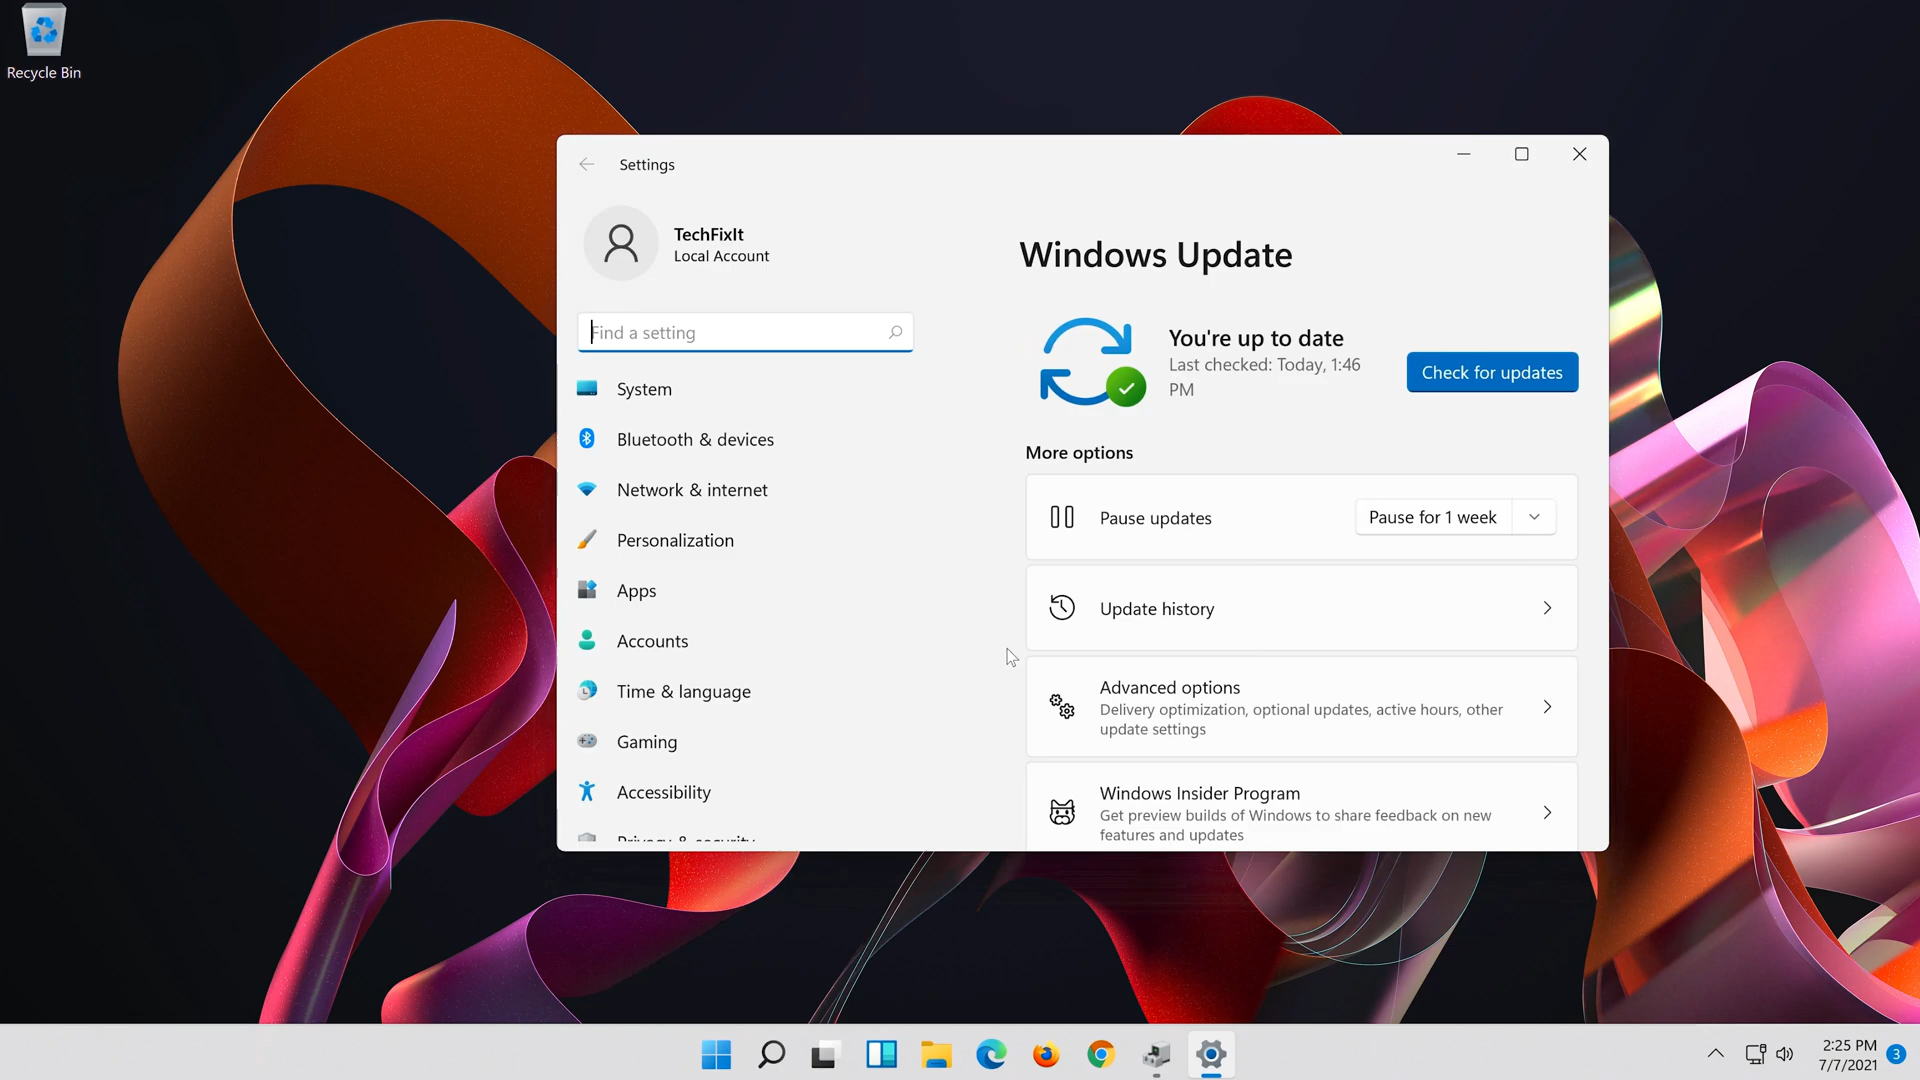 Recycle Bin
Settings
TechFixIt
Local Account
Find a setting
System
Bluetooth & devices
Network & internet
Personalization
Apps
Accounts
Time & language
Gaming
Accessibility
Privacy & security
Windows Update
You're up to date
Last checked: Today, 1:46
PM
Check for updates
More options
Pause updates
Pause for 1 week
Update history
Advanced options
Delivery optimization, optional updates, active hours, other
update settings
Windows Insider Program
Get preview builds of Windows to share feedback on new
features and updates
2:25 PM
7/7/2021
3